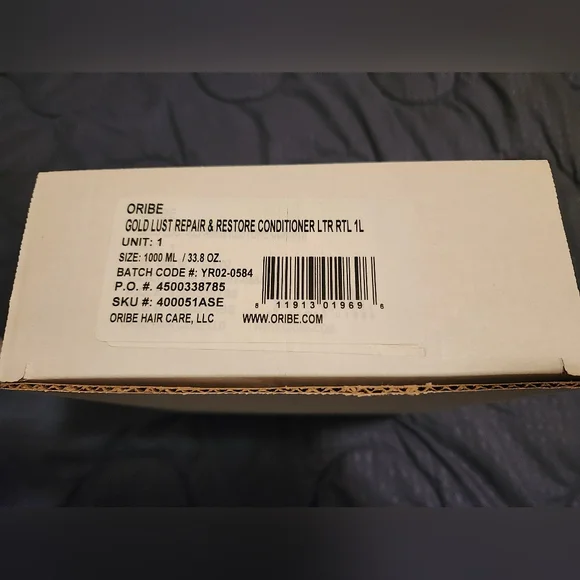 ORIBE
GOLD LUST REPAIR & RESTORE CONDITIONER LTR RTL 1L
UNIT: 1
SIZE: 1000 ML / 33.8 OZ.
BATCH CODE #: YR02-0584
P.O. #. 4500338785
SKU #: 400051ASE
8 11913 01969 6
ORIBE HAIR CARE, LLC WWW.ORIBE.COM